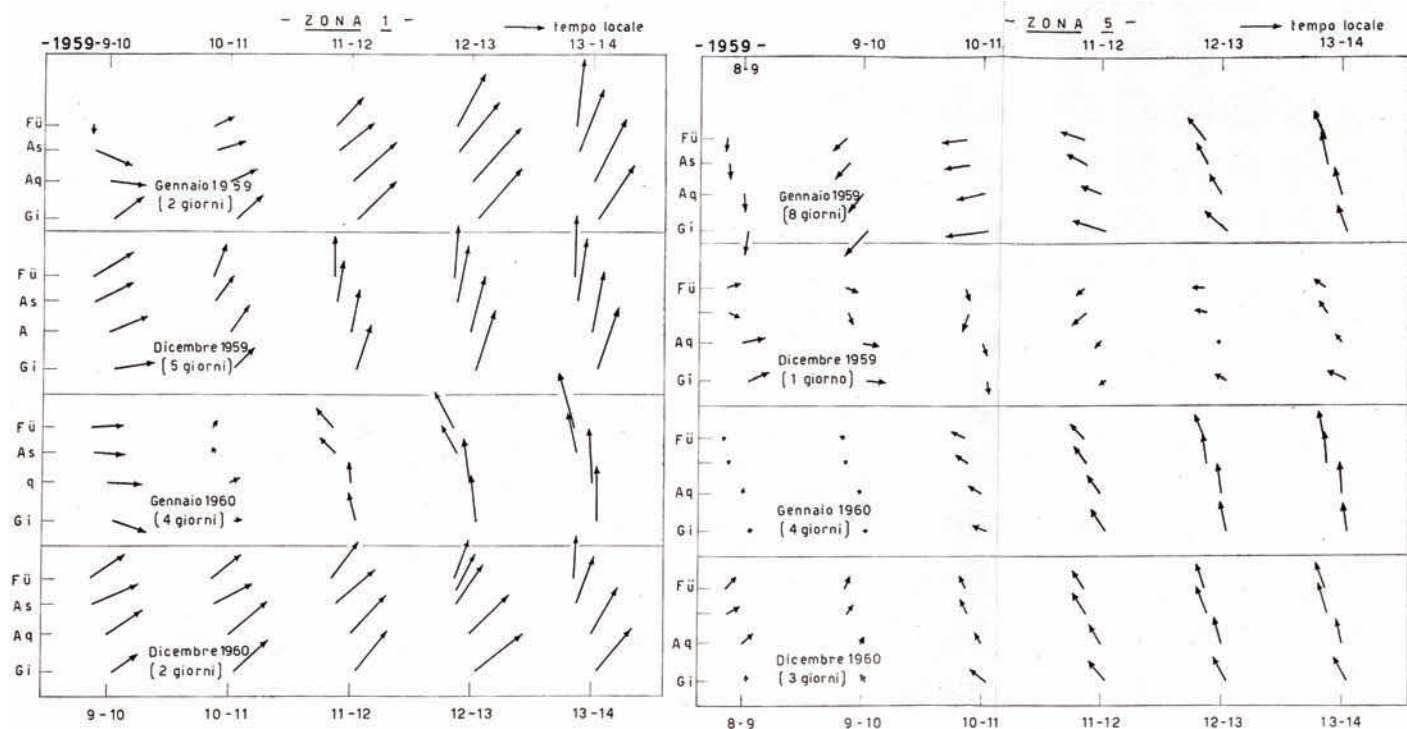 - ZONA 1 -
tempo locale
-1959- 9-10 10-11 11-12 12-13 13-14
Fü
As
Aq
Gi
Gennaio 1959
(2 giorni)
Fü
As
A
Gi
Dicembre 1959
(5 giorni)
Fü
As
q
Gi
Gennaio 1960
(4 giorni)
Fü
As
Aq
Gi
Dicembre 1960
(2 giorni)
9-10 10-11 11-12 12-13 13-14
- ZONA 5 -
tempo locale
-1959- 9-10 10-11 11-12 12-13 13-14
8-9
Fü
As
Aq
Gi
Gennaio 1959
(8 giorni)
Fü
Aq
Gi
Dicembre 1959
(1 giorno)
Fü
Aq
Gi
Gennaio 1960
(4 giorni)
Fü
Aq
Gi
Dicembre 1960
(3 giorni)
8-9 9-10 10-11 11-12 12-13 13-14